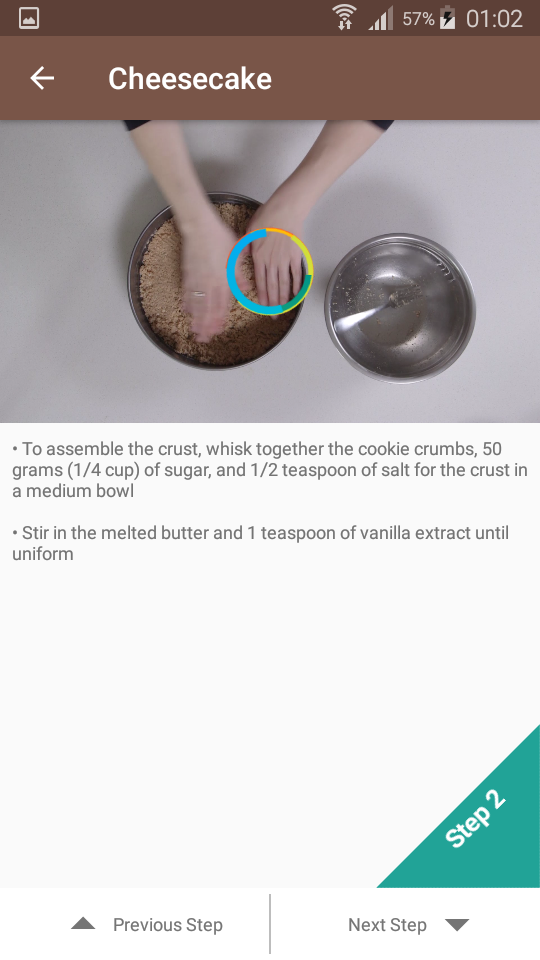 57% 01:02
Cheesecake
• To assemble the crust, whisk together the cookie crumbs, 50
grams (1/4 cup) of sugar, and 1/2 teaspoon of salt for the crust in
a medium bowl
• Stir in the melted butter and 1 teaspoon of vanilla extract until
uniform
Step 2
Previous Step Next Step